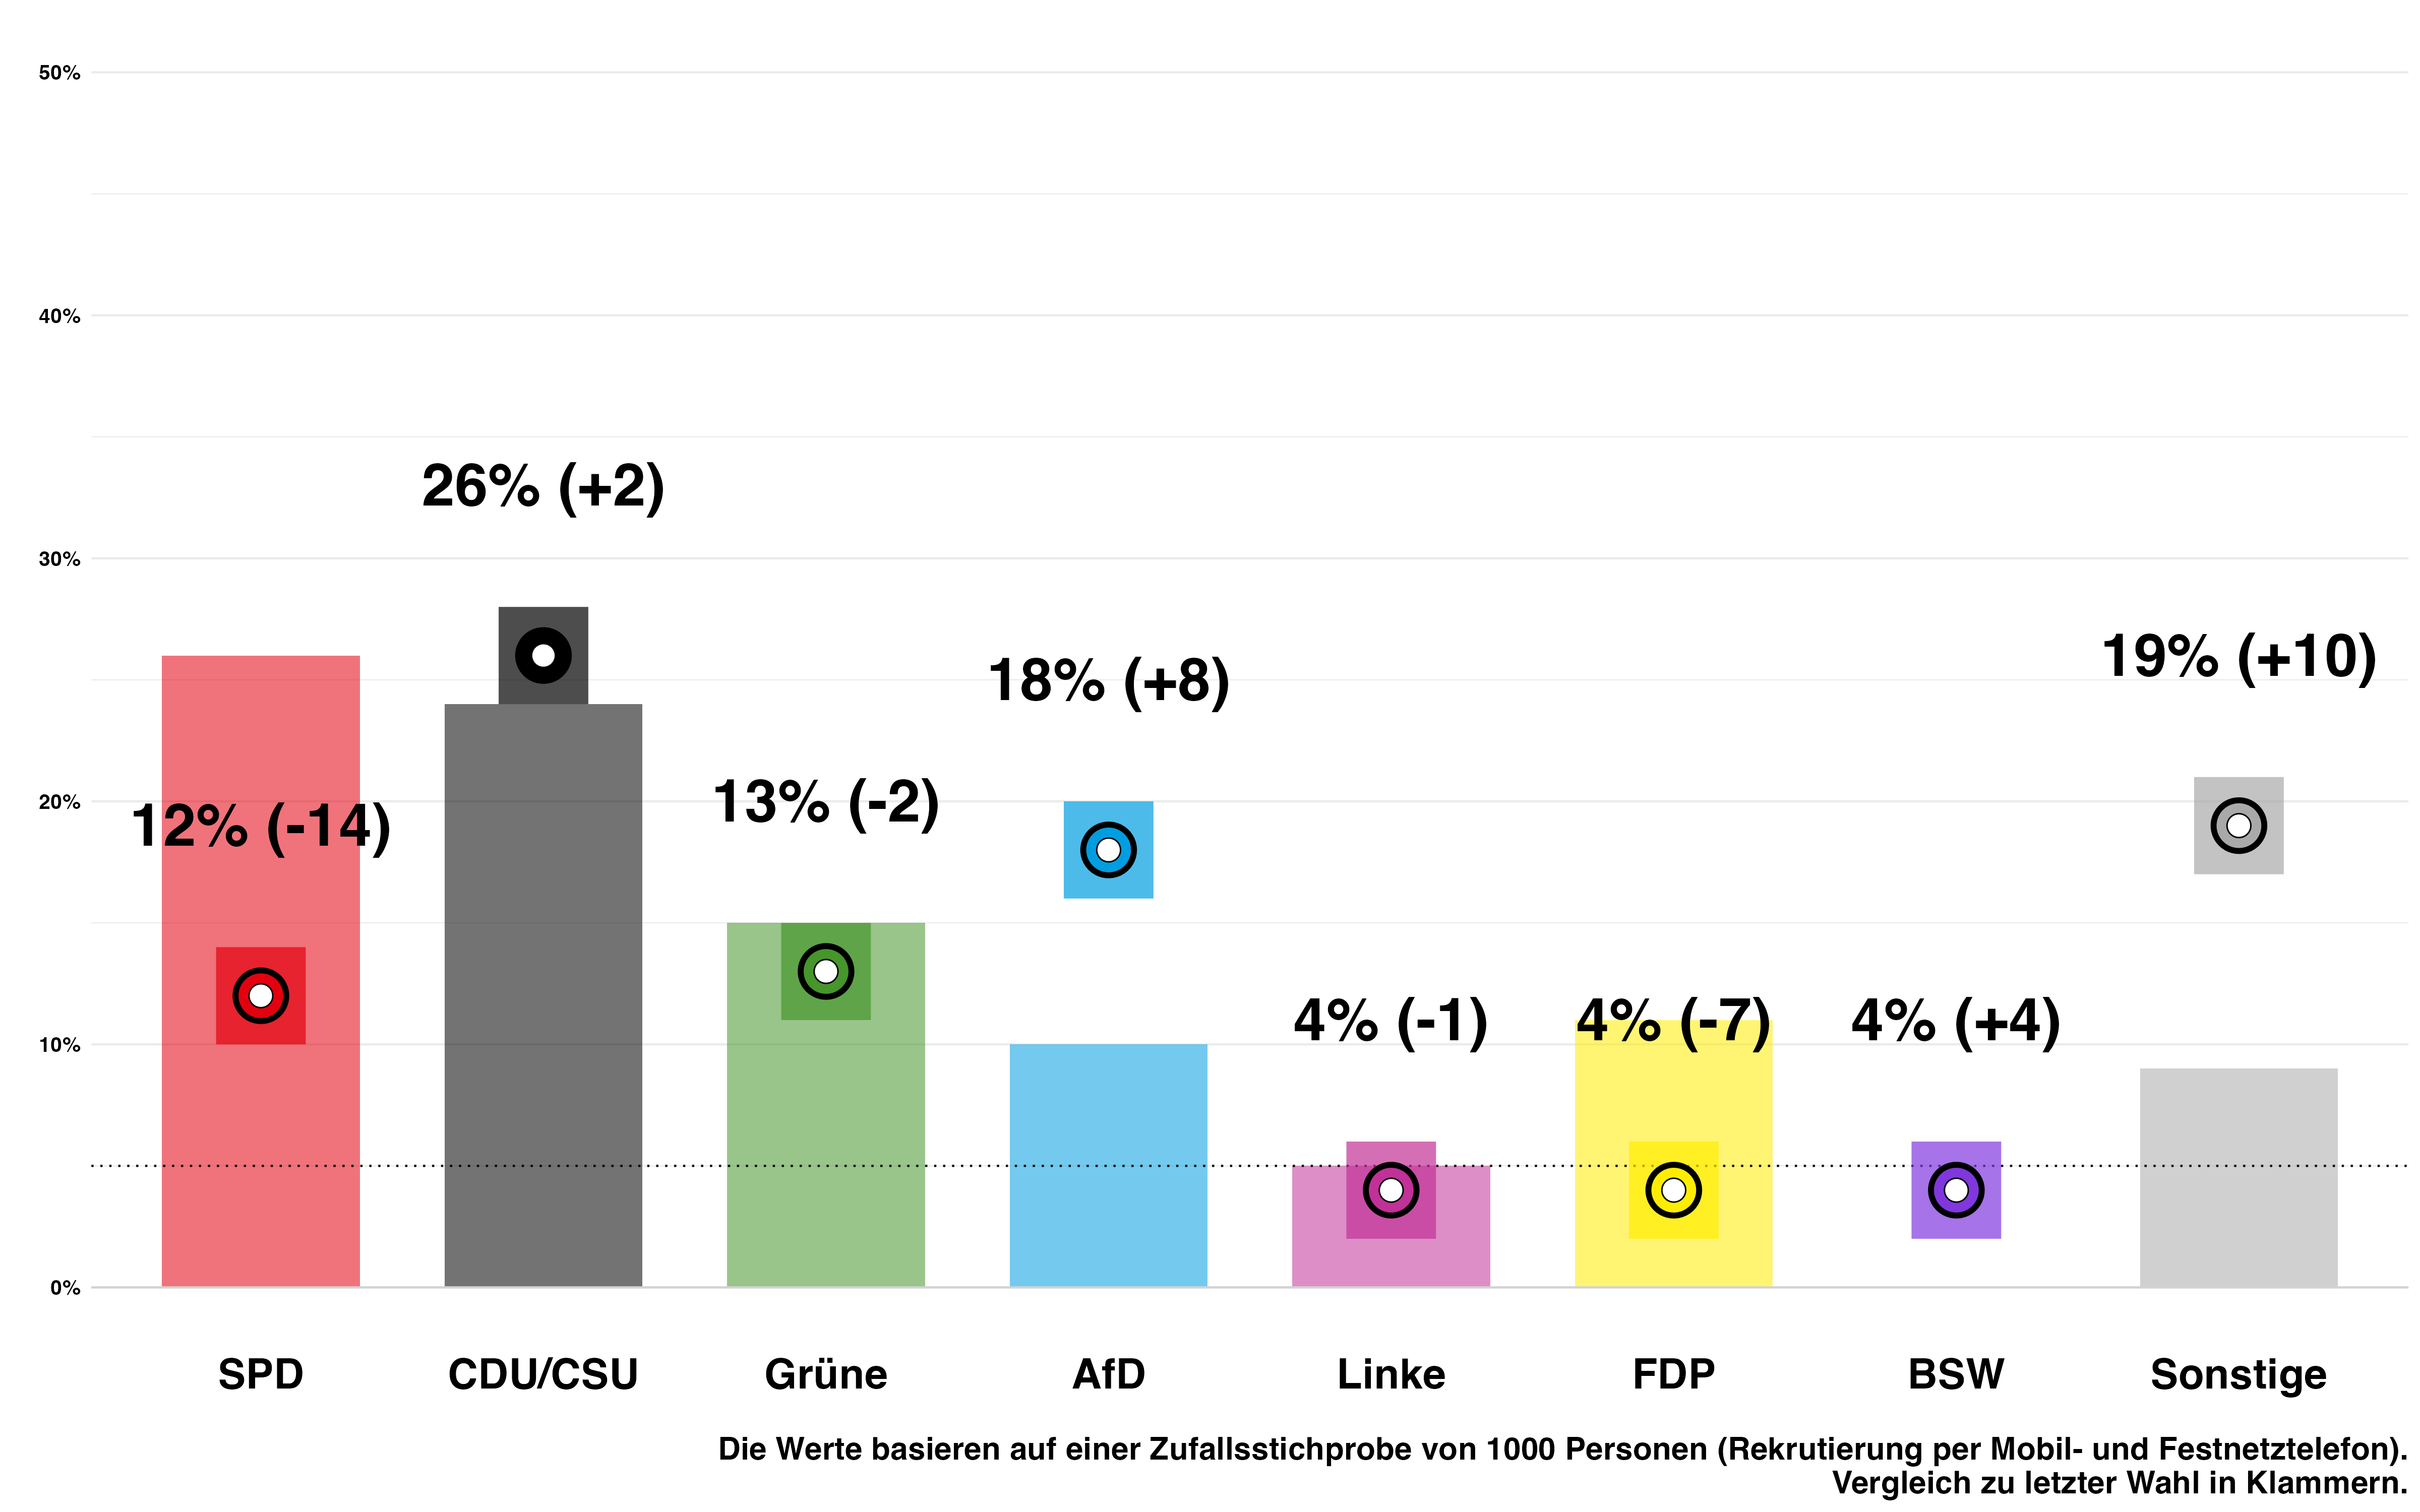 50%
40%
30%
20%
10%
0%
26% (+2)
19% (+10)
18% (+8)
13% (-2)
12% (-14)
4% (-1)
4% (-7)
4% (+4)
SPD
CDU/CSU
Grüne
AfD
Linke
FDP
BSW
Sonstige
Die Werte basieren auf einer Zufallsstichprobe von 1000 Personen (Rekrutierung per Mobil- und Festnetztelefon).
Vergleich zu letzter Wahl in Klammern.